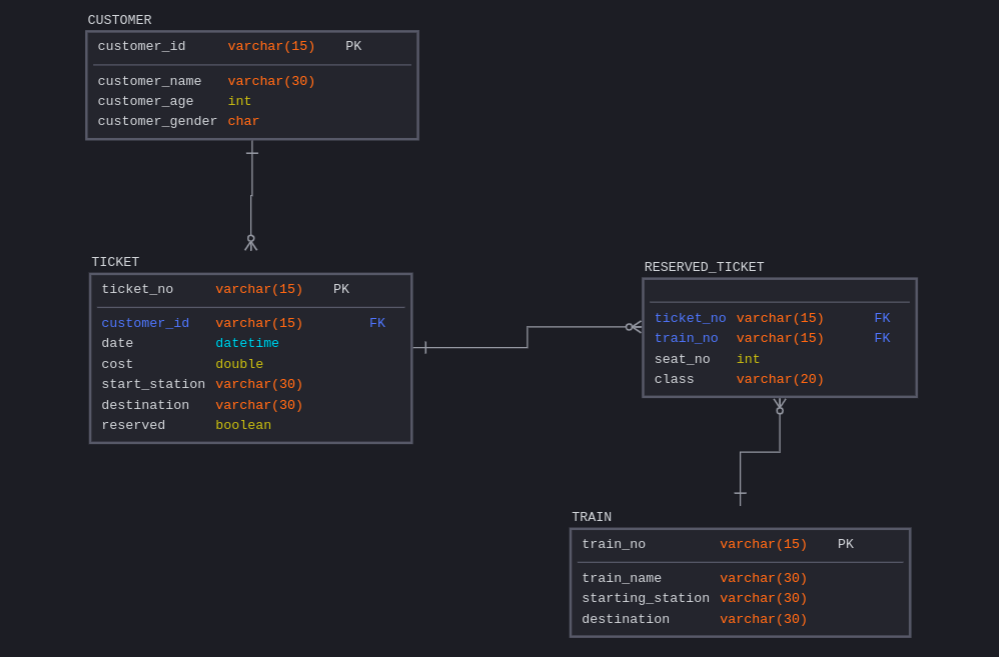 CUSTOMER
customer_id varchar(15) PK
customer_name varchar(30)
customer_age int
customer_gender char
TICKET
ticket_no varchar(15) PK
customer_id varchar(15) FK
date datetime
cost double
start_station varchar(30)
destination varchar(30)
reserved boolean
RESERVED_TICKET
ticket_no varchar(15) FK
train_no varchar(15) FK
seat_no int
class varchar(20)
TRAIN
train_no varchar(15) PK
train_name varchar(30)
starting_station varchar(30)
destination varchar(30)